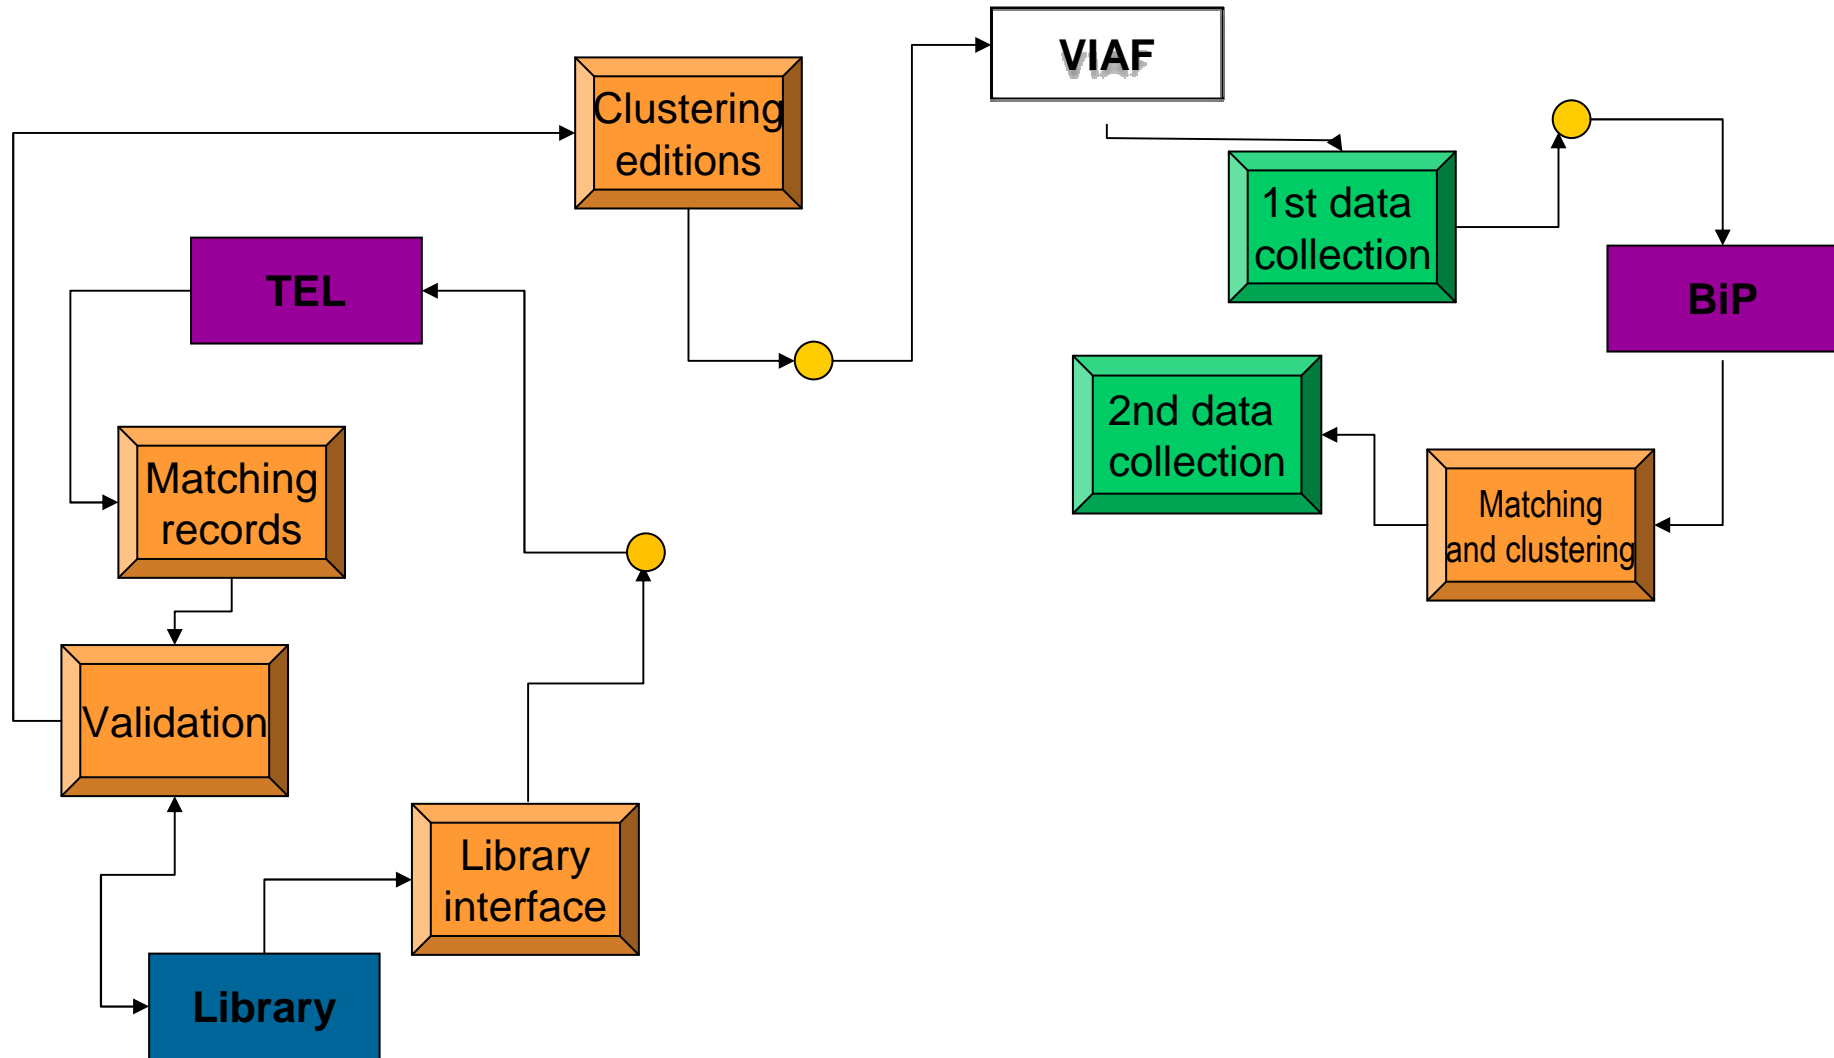 VIAF
Clustering
editions
1st data
collection
TEL
BiP
2nd data
collection
Matching
records
Matching
and clustering
Validation
Library
interface
Library